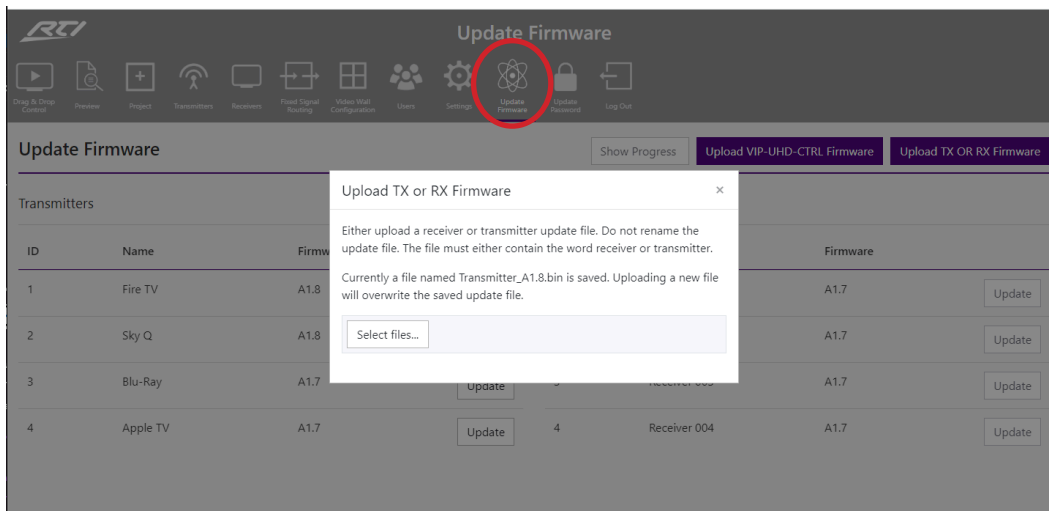 RTI
Update Firmware
Drag & Drop
Control
Preview
Project
Transmitters
Receivers
Fixed Signal
Routing
Video Wall
Configuration
Users
Settings
Update
Firmware
Update
Password
Log Out
Update Firmware
Show Progress
Upload VIP-UHD-CTRL Firmware
Upload TX OR RX Firmware
Upload TX or RX Firmware
×
Either upload a receiver or transmitter update file. Do not rename the
update file. The file must either contain the word receiver or transmitter.
Currently a file named Transmitter_A1.8.bin is saved. Uploading a new file
will overwrite the saved update file.
Select files...
Transmitters
ID Name Firmw Firmware
1 Fire TV A1.8 A1.7 Update
2 Sky Q A1.8 A1.7 Update
3 Blu-Ray A1.7 Update 3 Receiver 003 A1.7 Update
4 Apple TV A1.7 Update 4 Receiver 004 A1.7 Update